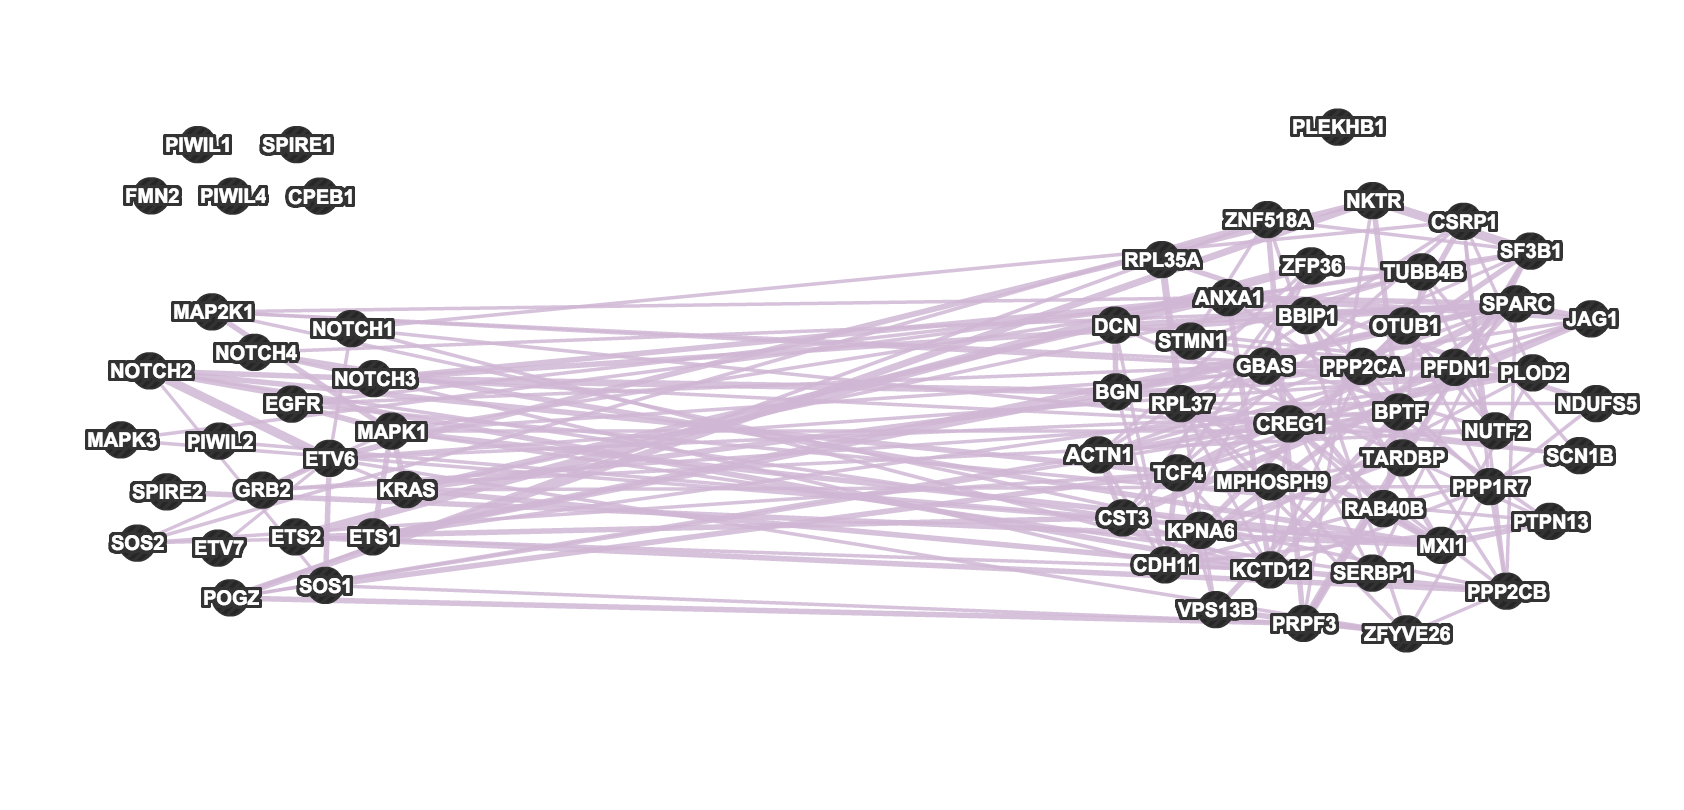 PLEKHB1
PIWIL1
SPIRE1
FMN2
PIWIL4
CPEB1
NKTR
ZNF518A
CSRP1
SF3B1
RPL35A
ZFP36
TUBB4B
ANXA1
SPARC
MAP2K1
BBIP1
JAG1
NOTCH1
DCN
OTUB1
STMN1
NOTCH4
GBAS
PPP2CA
PFDN1
NOTCH2
PLOD2
NOTCH3
BGN
EGFR
RPL37
NDUFS5
BPTF
CREG1
MAPK1
NUTF2
MAPK3
PIWIL2
ETV6
ACTN1
TARDBP
SCN1B
TCF4
MPHOSPH9
PPP1R7
SPIRE2
GRB2
KRAS
RAB40B
CST3
PTPN13
KPNA6
SOS2
ETV7
ETS2
ETS1
MXI1
CDH11
KCTD12
SERBP1
SOS1
PPP2CB
POGZ
VPS13B
PRPF3
ZFYVE26